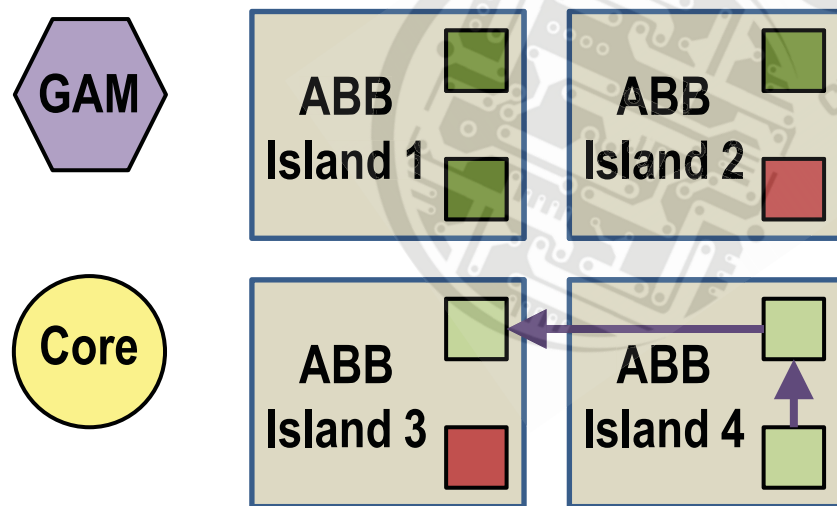 GAM
ABB
Island 1
ABB
Island 2
Core
ABB
Island 3
ABB
Island 4